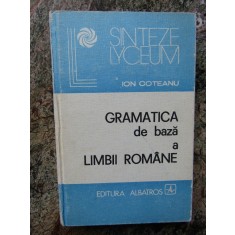 SINTEZE
LYCEUM
ION COTEANU
GRAMATICA
de bază
a
LIMBII ROMÂNE
EDITURA ALBATROS